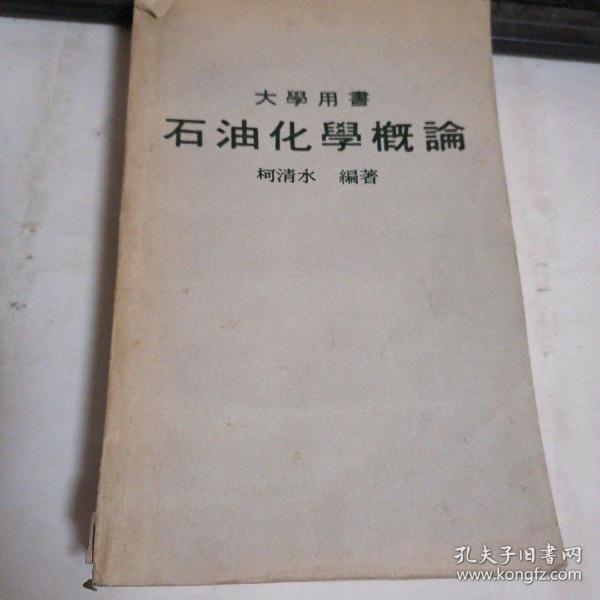 大學用書
石油化學概論
柯清水 編著
孔夫子旧書网
www.kongfz.com